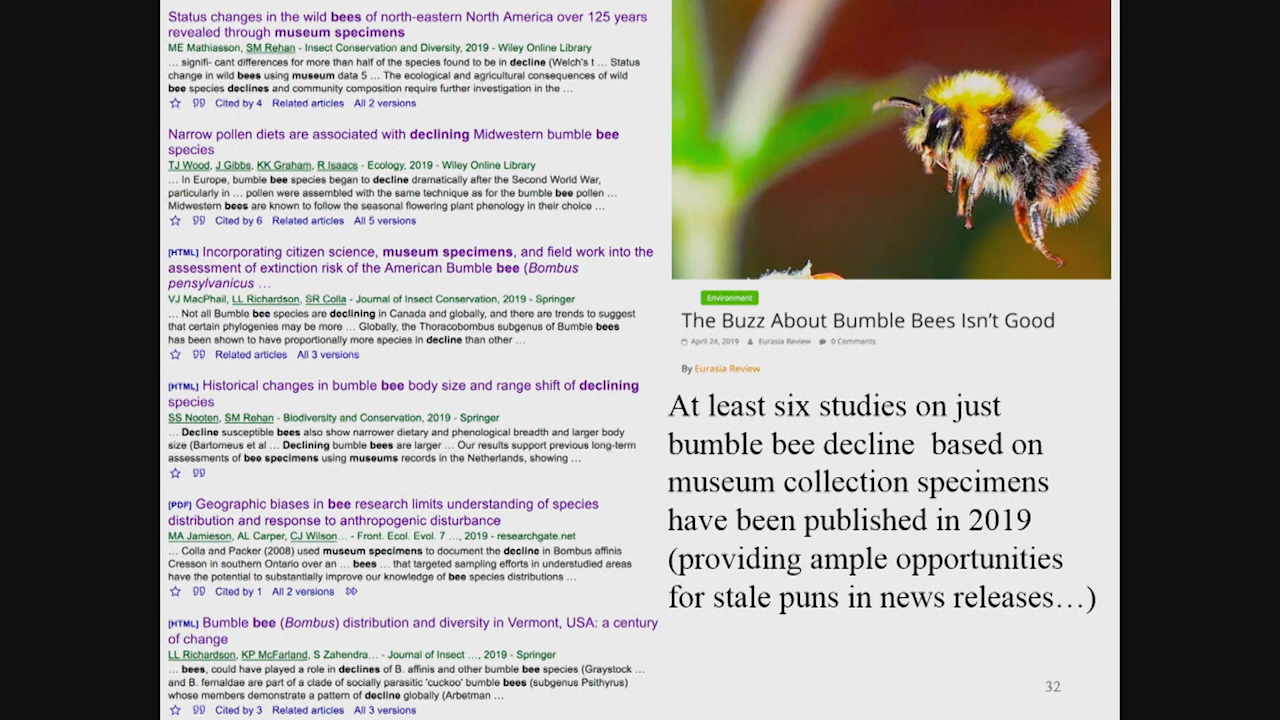 Status changes in the wild bees of north-eastern North America over 125 years
revealed through museum specimens
ME Mathiasson, SM Rehan - Insect Conservation and Diversity, 2019 - Wiley Online Library
… signifi- cant differences for more than half of the species found to be in decline (Welch's t … Status
change in wild bees using museum data 5 … The ecological and agricultural consequences of wild
bee species declines and community composition require further investigation in the …
Cited by 4 Related articles All 2 versions
Narrow pollen diets are associated with declining Midwestern bumble bee
species
TJ Wood, J Gibbs, KK Graham, R Isaacs - Ecology, 2019 - Wiley Online Library
… In Europe, bumble bee species began to decline dramatically after the Second World War,
particularly in … pollen were assembled with the same technique as for the bumble bee pollen …
Midwestern bees are known to follow the seasonal flowering plant phenology in their choice …
Cited by 6 Related articles All 5 versions
[HTML] Incorporating citizen science, museum specimens, and field work into the
assessment of extinction risk of the American Bumble bee (Bombus
pensylvanicus …
VJ MacPhail, LL Richardson, SR Colla - Journal of Insect Conservation, 2019 - Springer
… Not all Bumble bee species are declining in Canada and globally, and there are trends to suggest
that certain phylogenies may be more … Globally, the Thoracobombus subgenus of Bumble bees
has been shown to have proportionally more species in decline than other …
Related articles All 3 versions
[HTML] Historical changes in bumble bee body size and range shift of declining
species
SS Nooten, SM Rehan - Biodiversity and Conservation, 2019 - Springer
… Decline susceptible bees also show narrower dietary and phenological breadth and larger body
size (Bartomeus et al … Declining bumble bees are larger … Our results support previous long-term
assessments of bee specimens using museums records in the Netherlands, showing …
[PDF] Geographic biases in bee research limits understanding of species
distribution and response to anthropogenic disturbance
MA Jamieson, AL Carper, CJ Wilson… - Front. Ecol. Evol. 7 …, 2019 - researchgate.net
… Colla and Packer (2008) used museum specimens to document the decline in Bombus affinis
Cresson in southern Ontario over an … bees … that targeted sampling efforts in understudied areas
have the potential to substantially improve our knowledge of bee species distributions …
Cited by 1 All 2 versions
[HTML] Bumble bee (Bombus) distribution and diversity in Vermont, USA: a century
of change
LL Richardson, KP McFarland, S Zahendra… - Journal of Insect …, 2019 - Springer
… bees, could have played a role in declines of B. affinis and other bumble bee species (Graystock …
and B. fernaldae are part of a clade of socially parasitic 'cuckoo' bumble bees (subgenus Psithyrus)
whose members demonstrate a pattern of decline globally (Arbetman …
Cited by 3 Related articles All 3 versions
Environment
The Buzz About Bumble Bees Isn't Good
April 24, 2019 Eurasia Review 0 Comments
By Eurasia Review
At least six studies on just
bumble bee decline based on
museum collection specimens
have been published in 2019
(providing ample opportunities
for stale puns in news releases…)
32